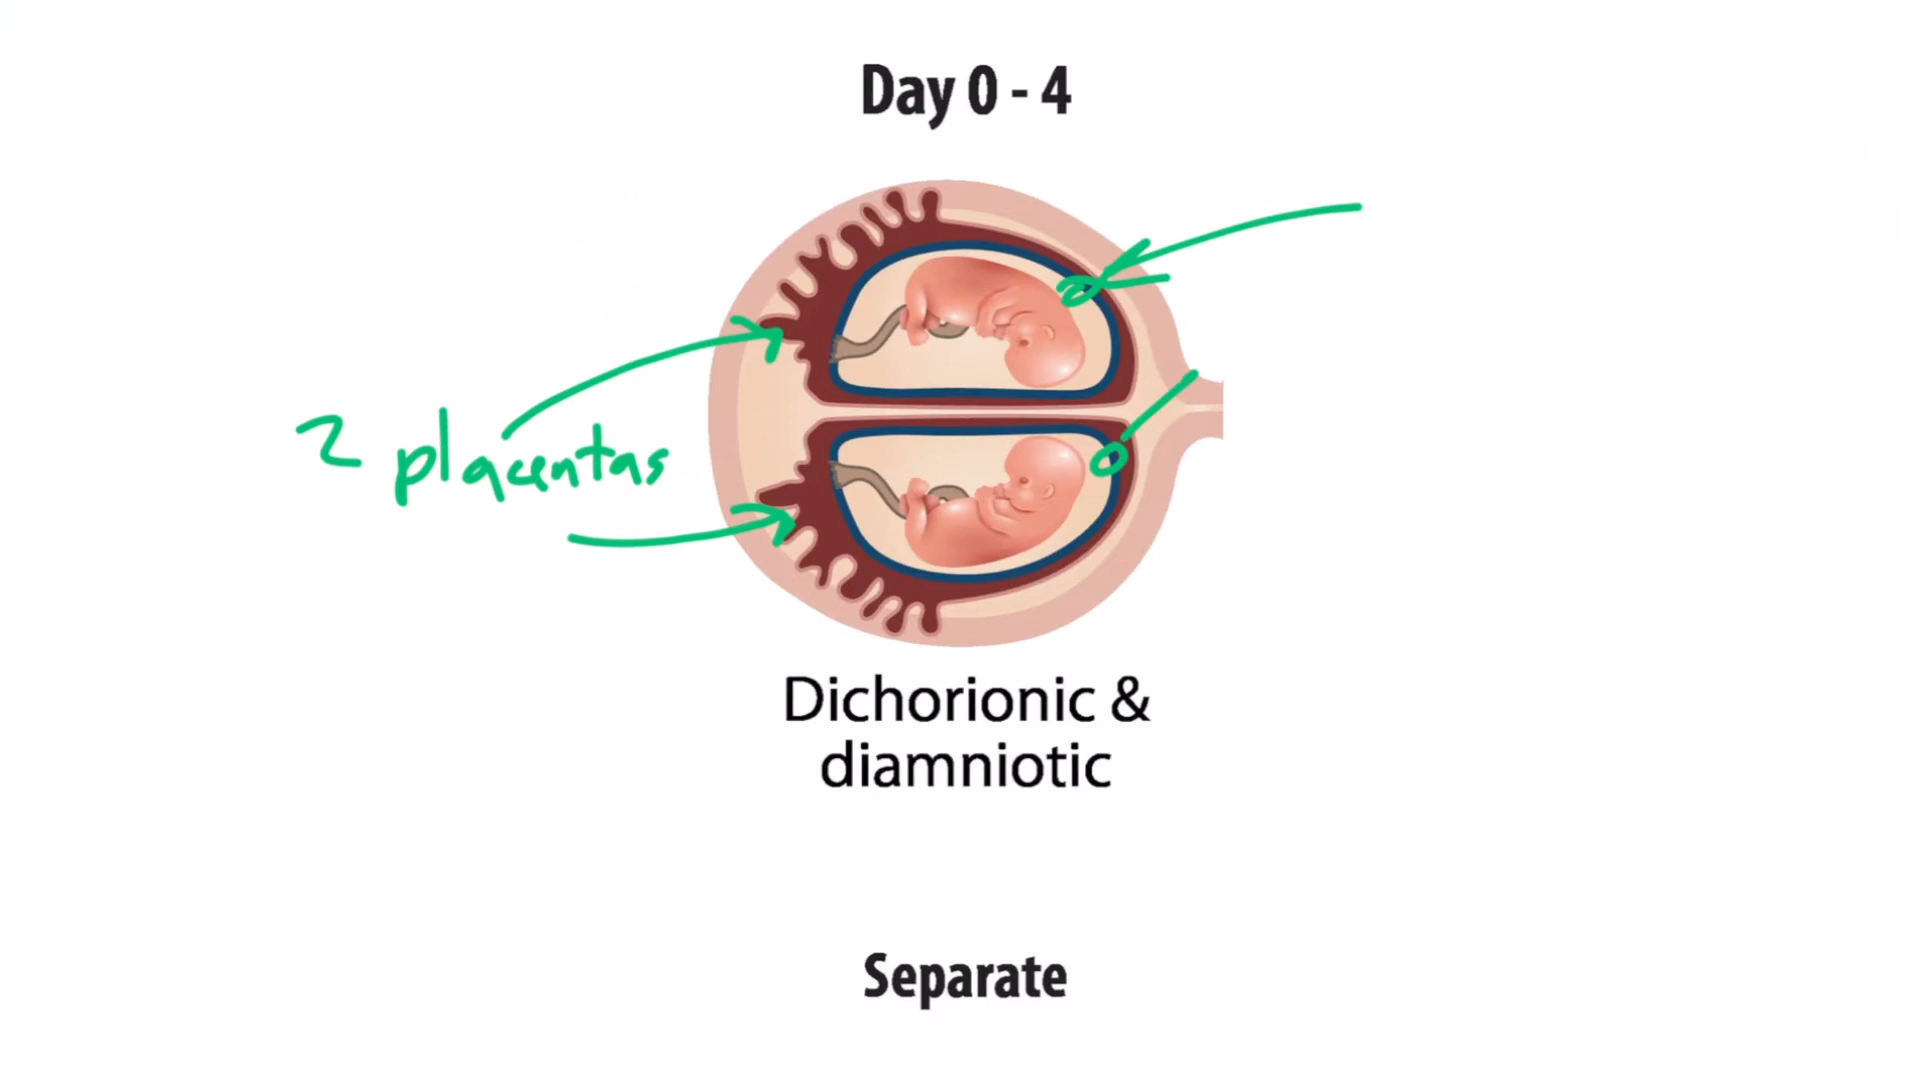 Day 0 - 4
2 placentas
Dichorionic &
diamniotic
Separate